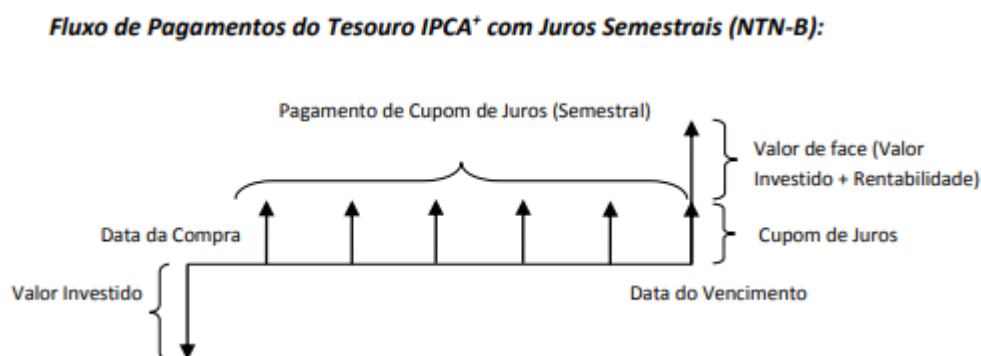 Fluxo de Pagamentos do Tesouro IPCA⁺ com Juros Semestrais (NTN-B):
Pagamento de Cupom de Juros (Semestral)
Valor de face (Valor
Investido + Rentabilidade)
Data da Compra
Cupom de Juros
Valor Investido
Data do Vencimento